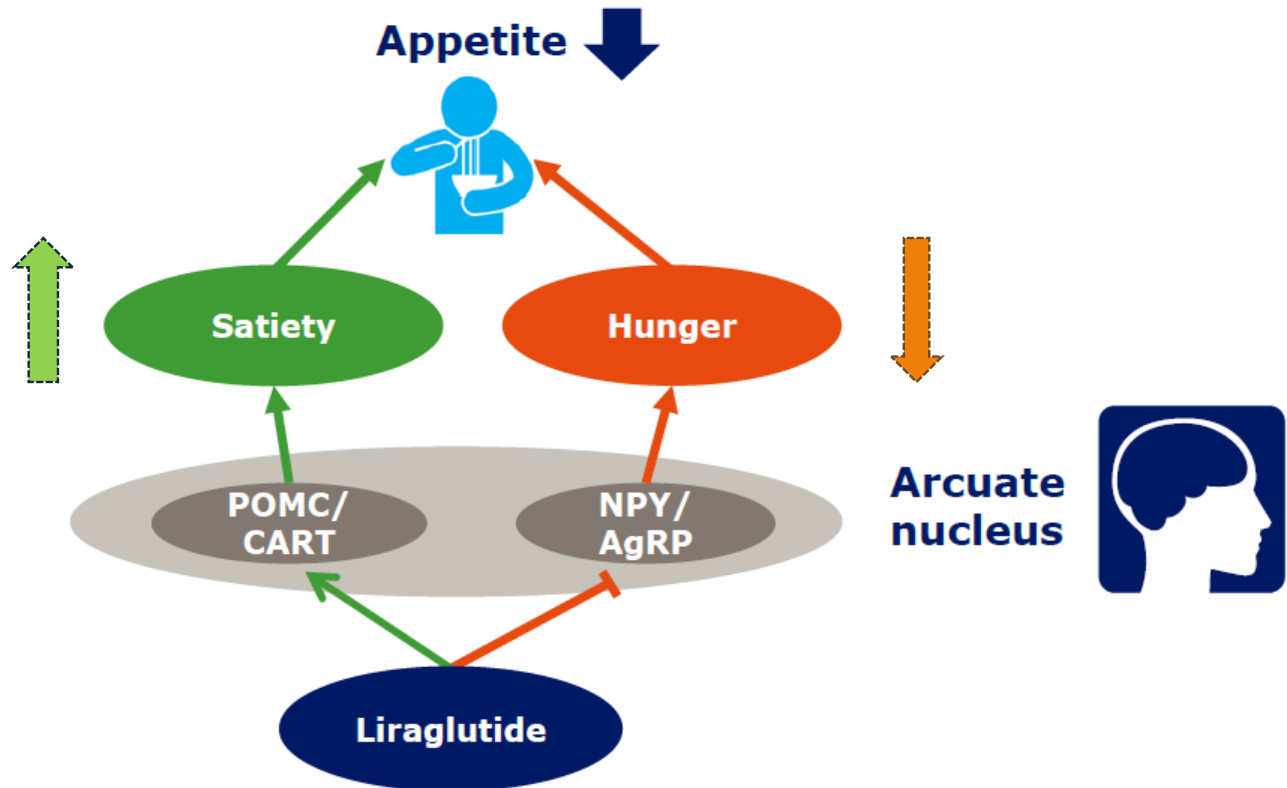 Appetite
Satiety
Hunger
POMC/
CART
NPY/
AgRP
Arcuate
nucleus
Liraglutide